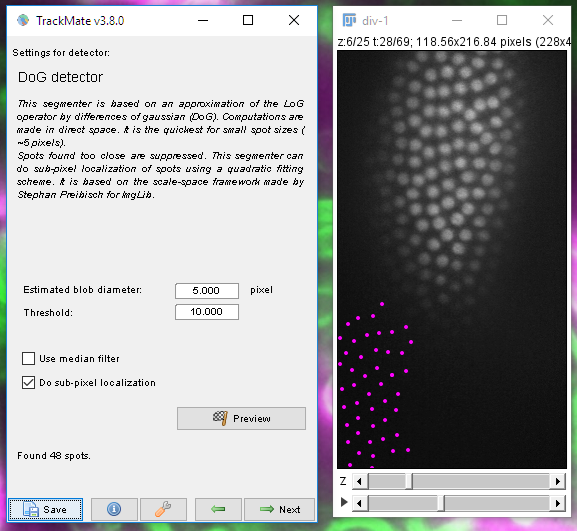 TrackMate v3.8.0
Settings for detector:
DoG detector
This segmenter is based on an approximation of the LoG
operator by differences of gaussian (DoG). Computations are
made in direct space. It is the quickest for small spot sizes (
~5 pixels).
Spots found too close are suppressed. This segmenter can
do sub-pixel localization of spots using a quadratic fitting
scheme. It is based on the scale-space framework made by
Stephan Preibisch for ImgLib.
Estimated blob diameter: 5.000 pixel
Threshold: 10.000
Use median filter
Do sub-pixel localization
Preview
Found 48 spots.
Save
Next
div-1
z:6/25 t:28/69; 118.56x216.84 pixels (228x4
Z